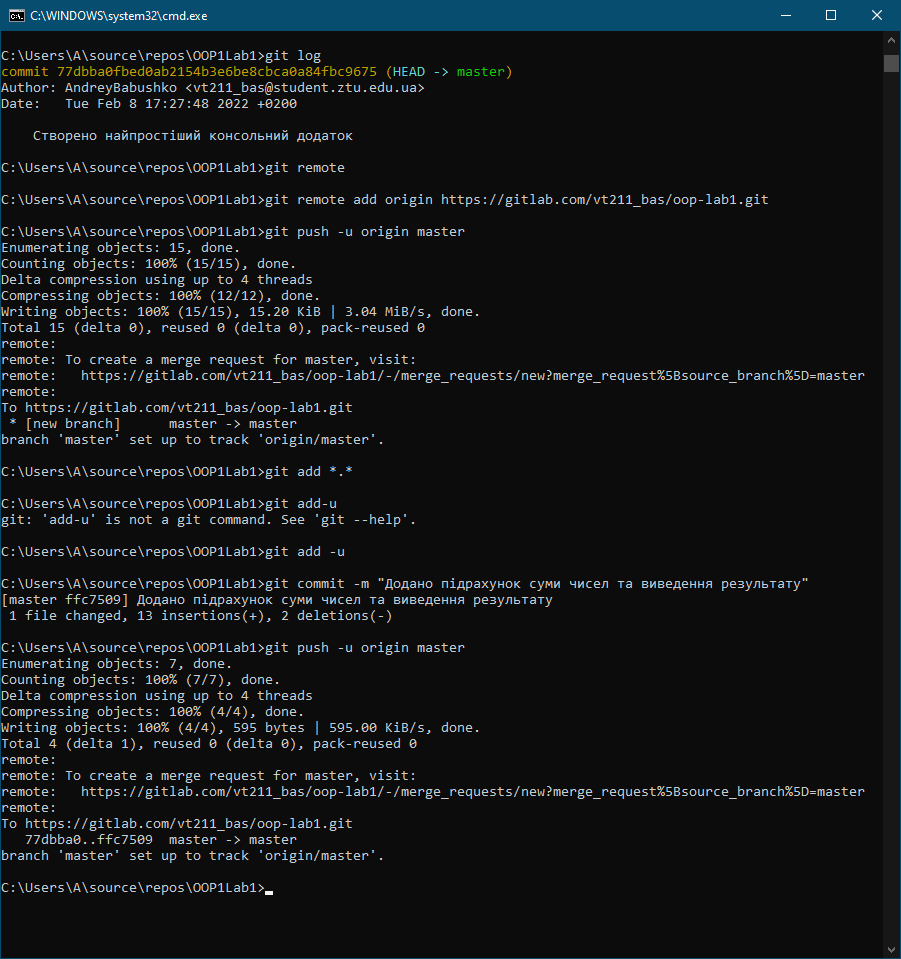 C:\WINDOWS\system32\cmd.exe
C:\Users\A\source\repos\OOP1Lab1>git log
commit 77dbba0fbed0ab2154b3e6be8cbca0a84fbc9675 (HEAD -> master)
Author: AndreyBabushko <vt211_bas@student.ztu.edu.ua>
Date:   Tue Feb 8 17:27:48 2022 +0200
Створено найпростіший консольний додаток
C:\Users\A\source\repos\OOP1Lab1>git remote
C:\Users\A\source\repos\OOP1Lab1>git remote add origin https://gitlab.com/vt211_bas/oop-lab1.git
C:\Users\A\source\repos\OOP1Lab1>git push -u origin master
Enumerating objects: 15, done.
Counting objects: 100% (15/15), done.
Delta compression using up to 4 threads
Compressing objects: 100% (12/12), done.
Writing objects: 100% (15/15), 15.20 KiB | 3.04 MiB/s, done.
Total 15 (delta 0), reused 0 (delta 0), pack-reused 0
remote:
remote: To create a merge request for master, visit:
remote:   https://gitlab.com/vt211_bas/oop-lab1/-/merge_requests/new?merge_request%5Bsource_branch%5D=master
remote:
To https://gitlab.com/vt211_bas/oop-lab1.git
 * [new branch]      master -> master
branch 'master' set up to track 'origin/master'.
C:\Users\A\source\repos\OOP1Lab1>git add *.*
C:\Users\A\source\repos\OOP1Lab1>git add-u
git: 'add-u' is not a git command. See 'git --help'.
C:\Users\A\source\repos\OOP1Lab1>git add -u
C:\Users\A\source\repos\OOP1Lab1>git commit -m "Додано підрахунок суми чисел та виведення результату"
[master ffc7509] Додано підрахунок суми чисел та виведення результату
 1 file changed, 13 insertions(+), 2 deletions(-)
C:\Users\A\source\repos\OOP1Lab1>git push -u origin master
Enumerating objects: 7, done.
Counting objects: 100% (7/7), done.
Delta compression using up to 4 threads
Compressing objects: 100% (4/4), done.
Writing objects: 100% (4/4), 595 bytes | 595.00 KiB/s, done.
Total 4 (delta 1), reused 0 (delta 0), pack-reused 0
remote:
remote: To create a merge request for master, visit:
remote:   https://gitlab.com/vt211_bas/oop-lab1/-/merge_requests/new?merge_request%5Bsource_branch%5D=master
remote:
To https://gitlab.com/vt211_bas/oop-lab1.git
   77dbba0..ffc7509  master -> master
branch 'master' set up to track 'origin/master'.
C:\Users\A\source\repos\OOP1Lab1>